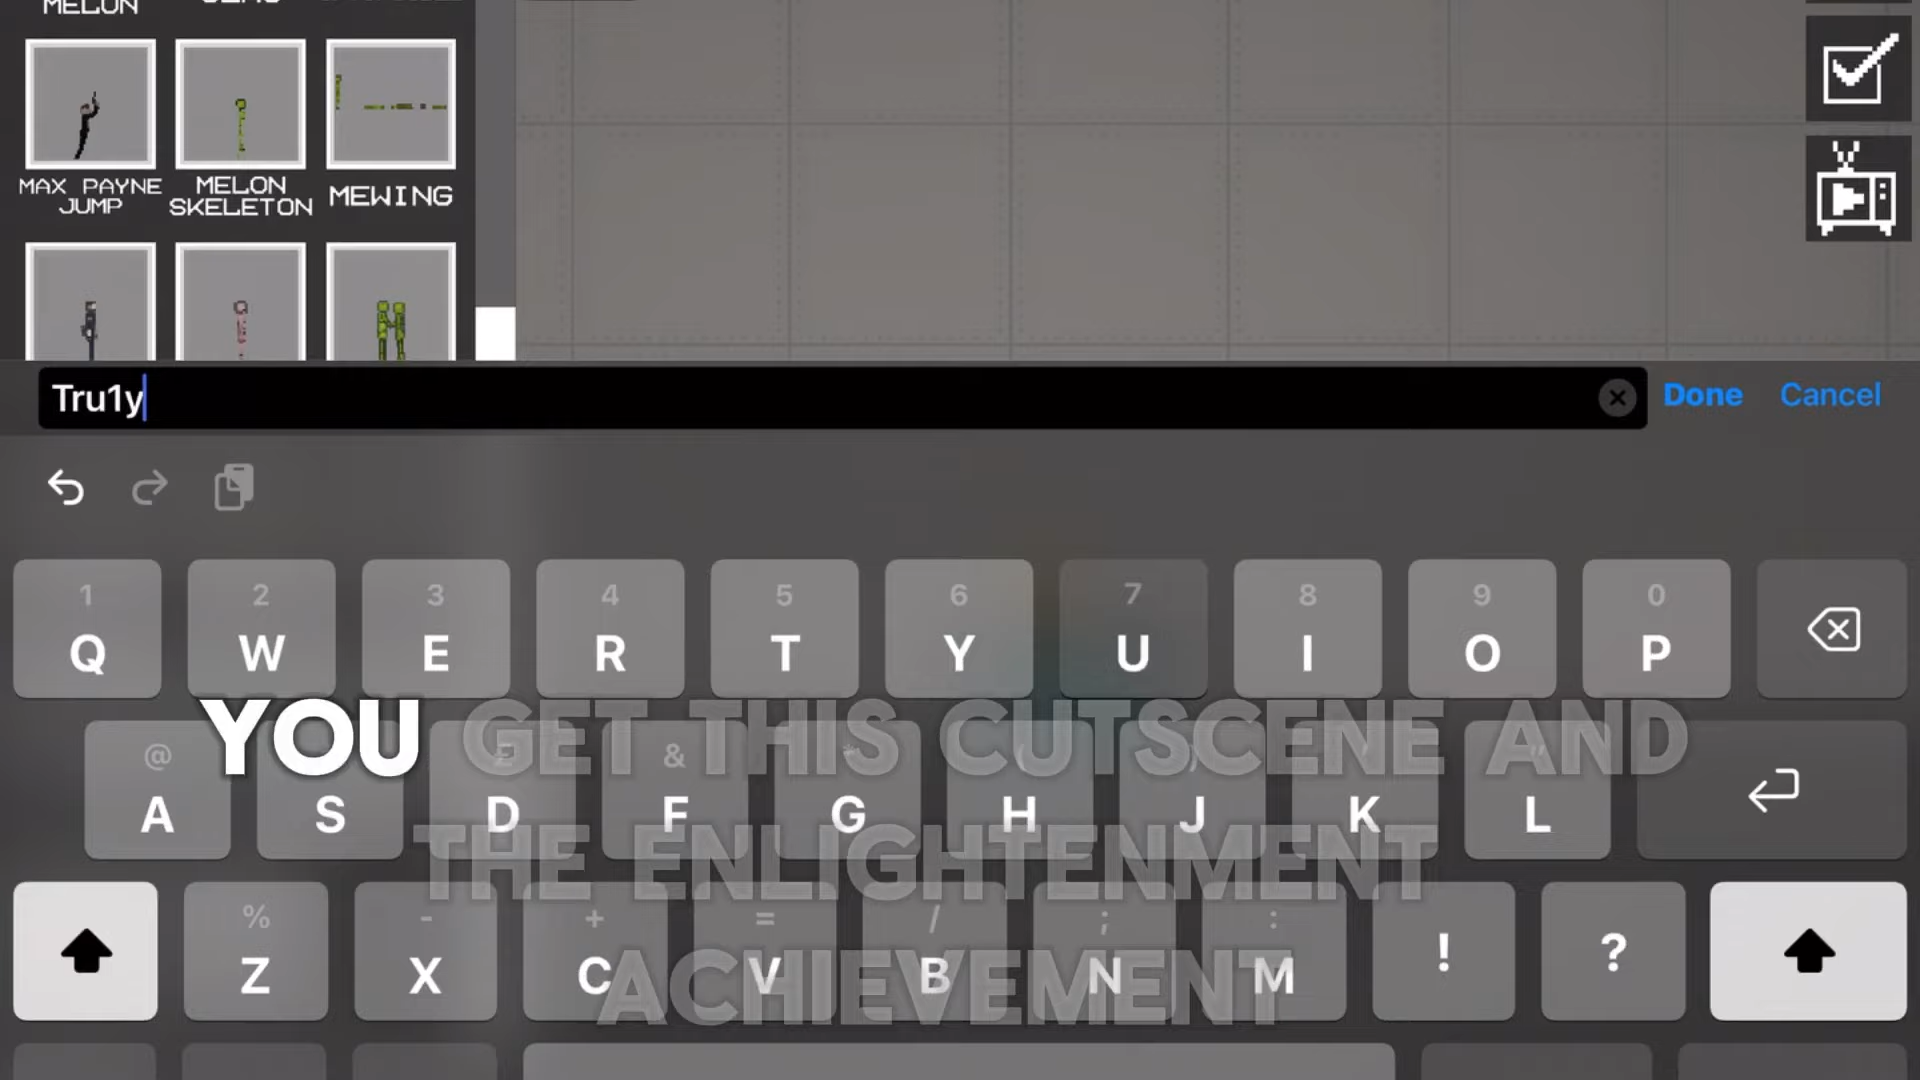 MELON
MAX PAYNE
JUMP
MELON
SKELETON
MEWING
Tru1y
Done
Cancel
1 2 3 4 5 6 7 8 9 0
Q W E R T Y U I O P
YOU GET THIS CUTSCENE AND
@ & "
A S D F G H J K L
THE ENLIGHTENMENT
% - + = / ; :
Z X C V B N M ! ?
ACHIEVEMENT